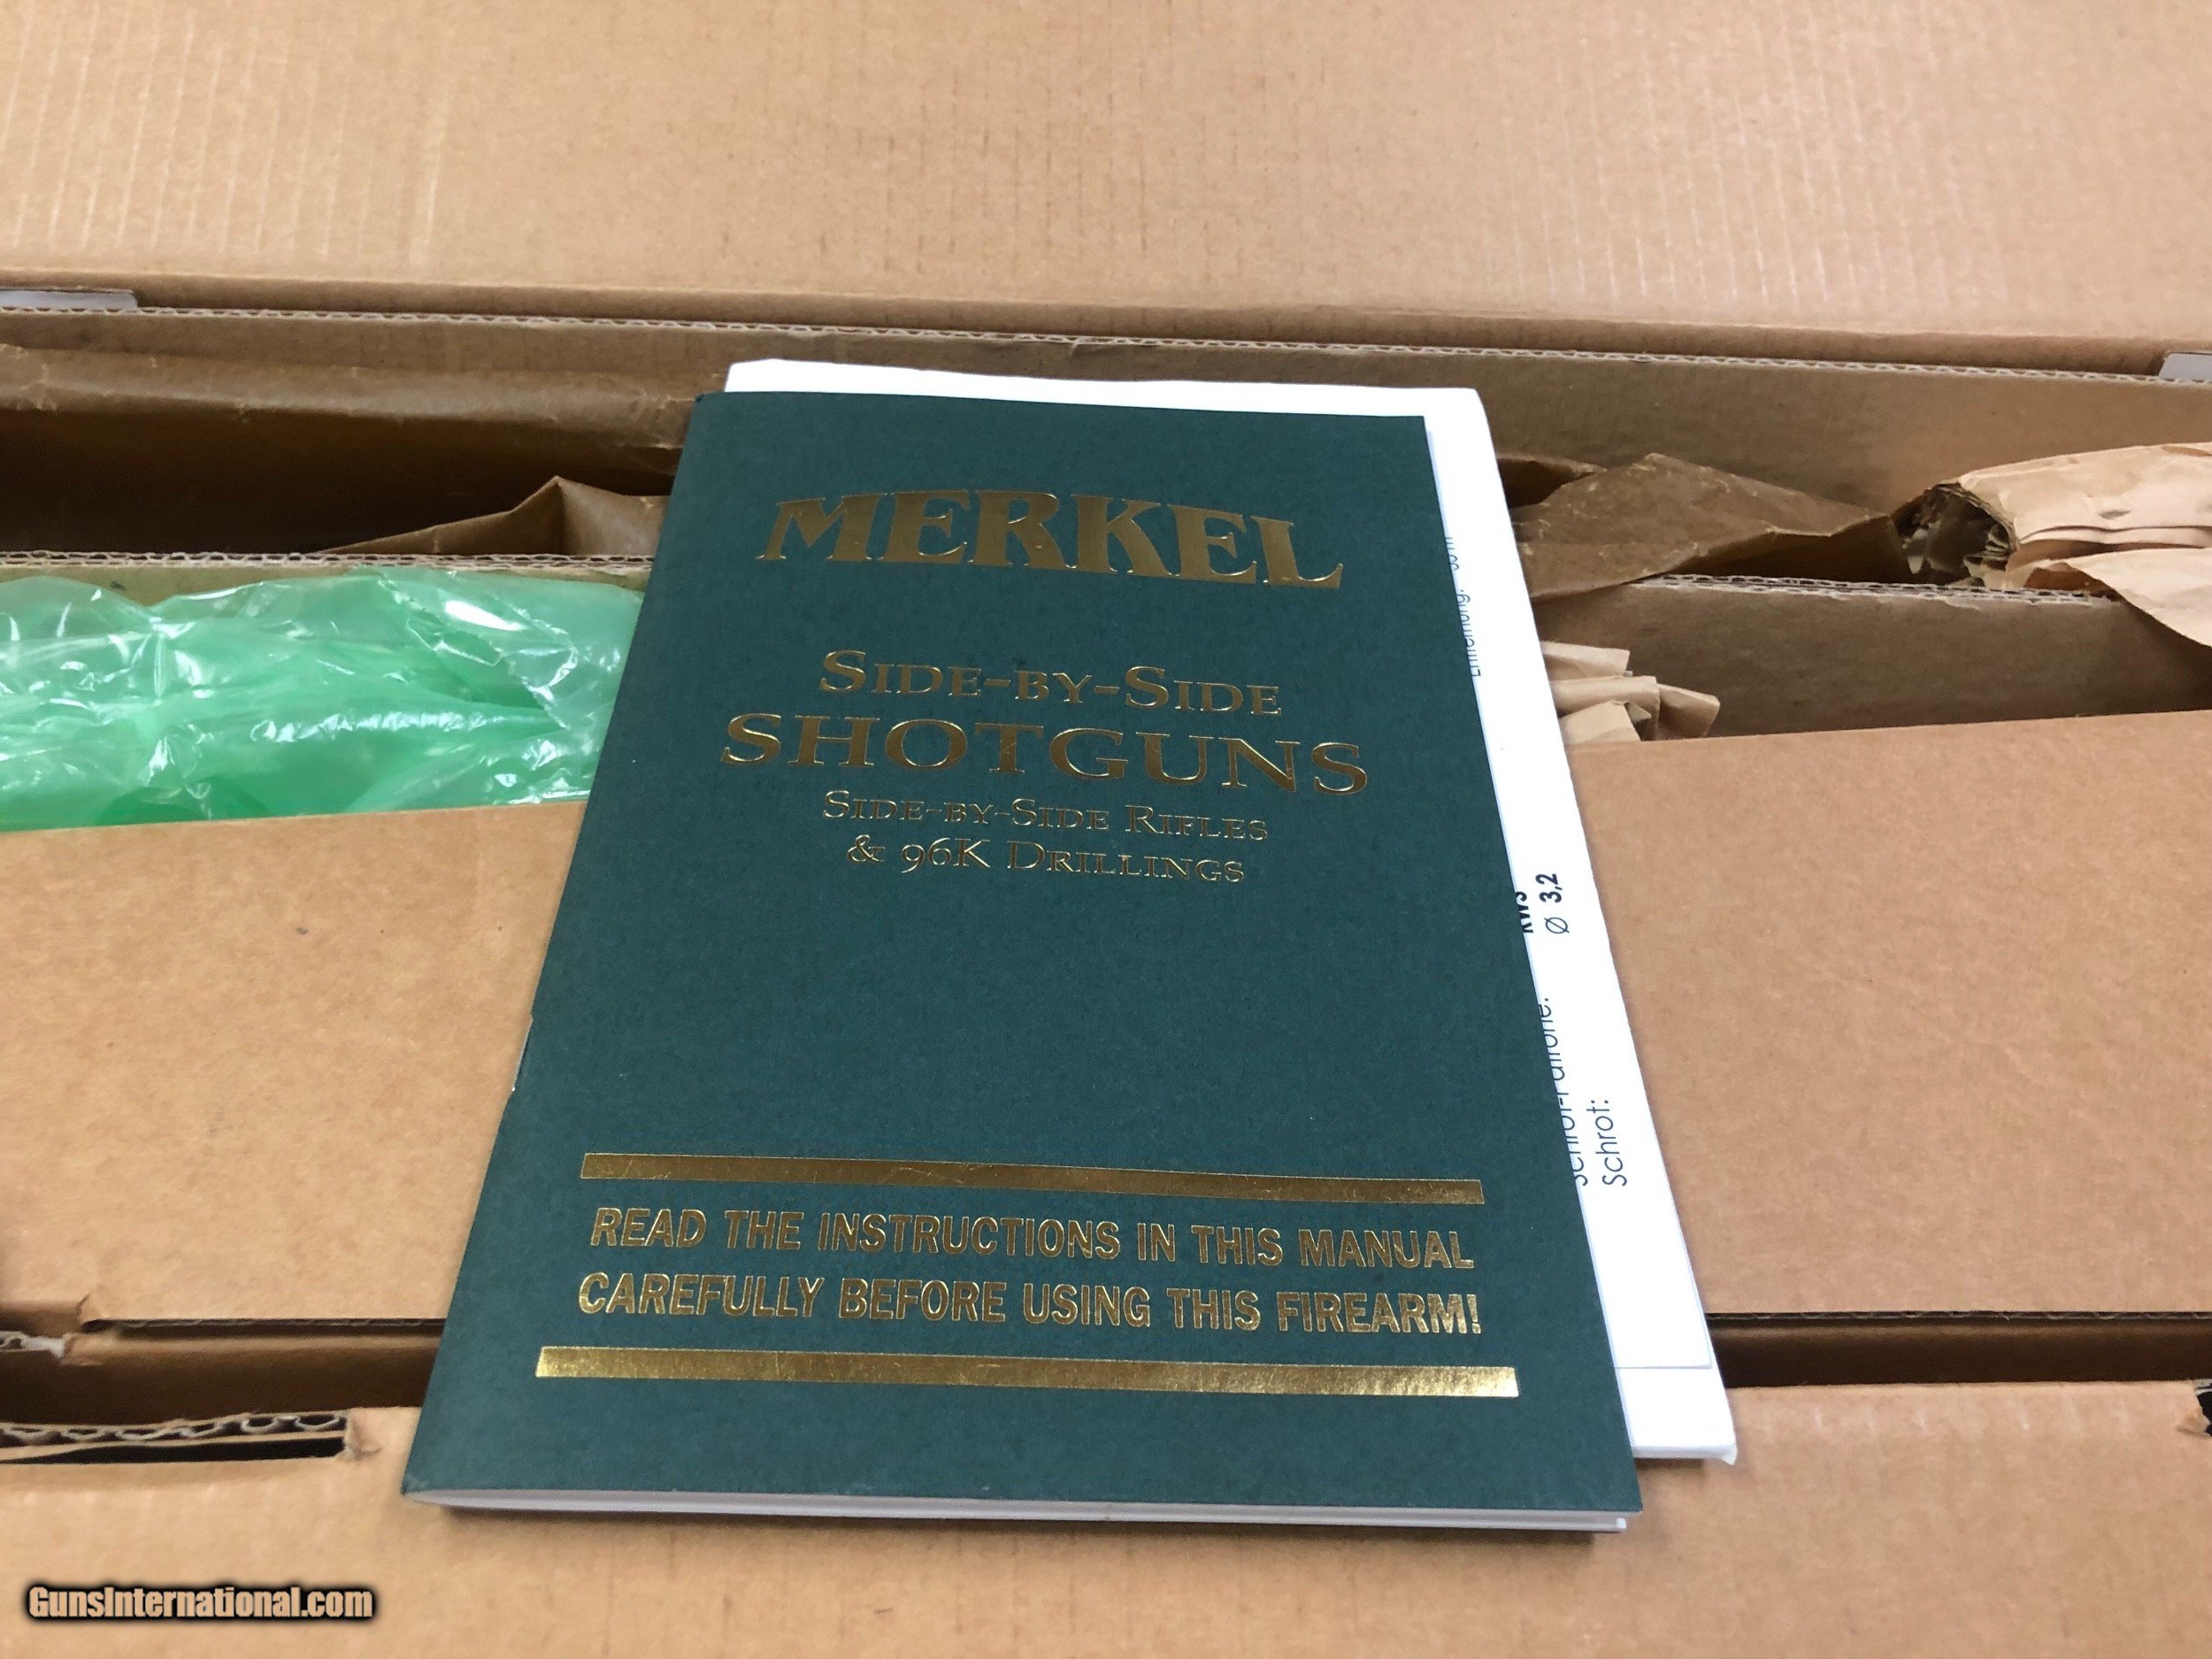 MERKEL
SIDE-BY-SIDE
SHOTGUNS
SIDE-BY-SIDE RIFLES
& 96K DRILLINGS
READ THE INSTRUCTIONS IN THIS MANUAL
CAREFULLY BEFORE USING THIS FIREARM!
Schrot:
Ø 3,2
GunsInternational.com